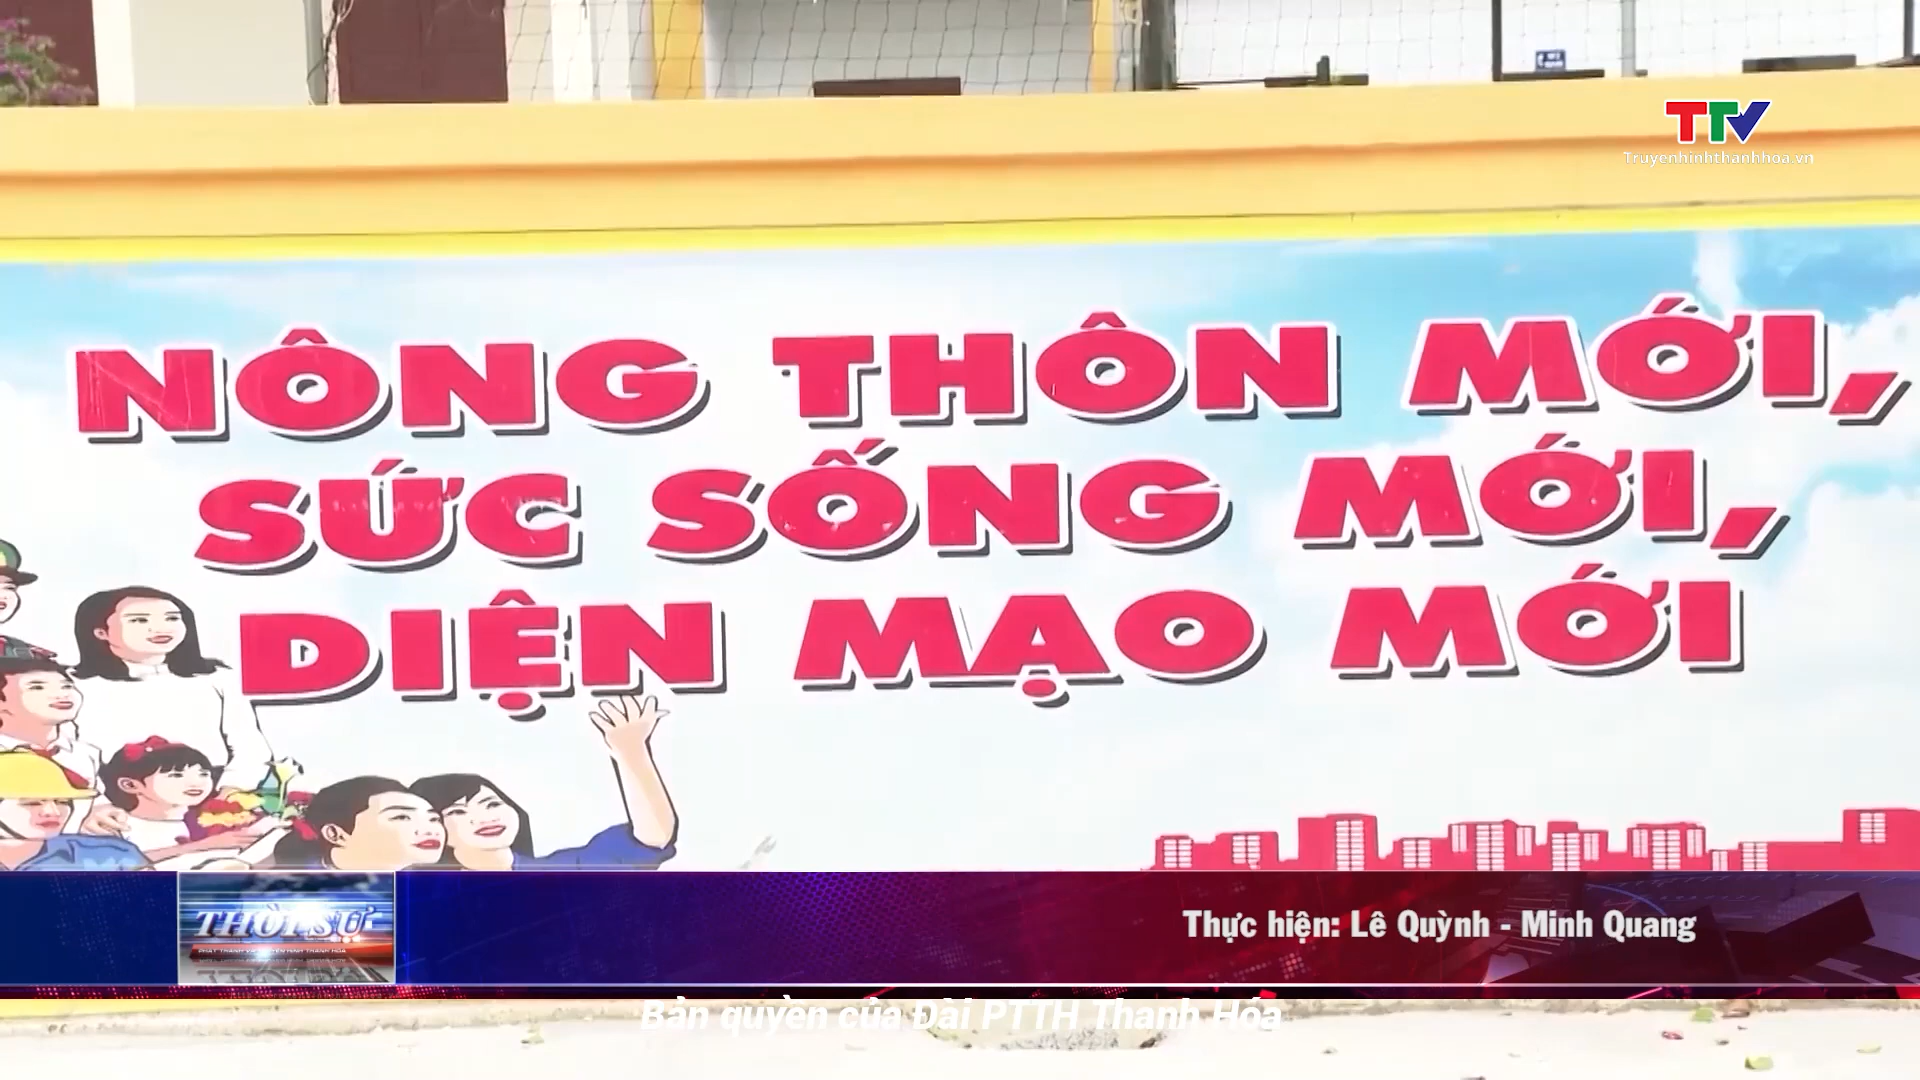 TTV
Truyenhinhthanhhoa.vn
NÔNG THÔN MỚI,
SỨC SỐNG MỚI,
DIỆN MẠO MỚI
THỜI SỰ
Thực hiện: Lê Quỳnh - Minh Quang
Bản quyền của Đài PTTH Thanh Hóa